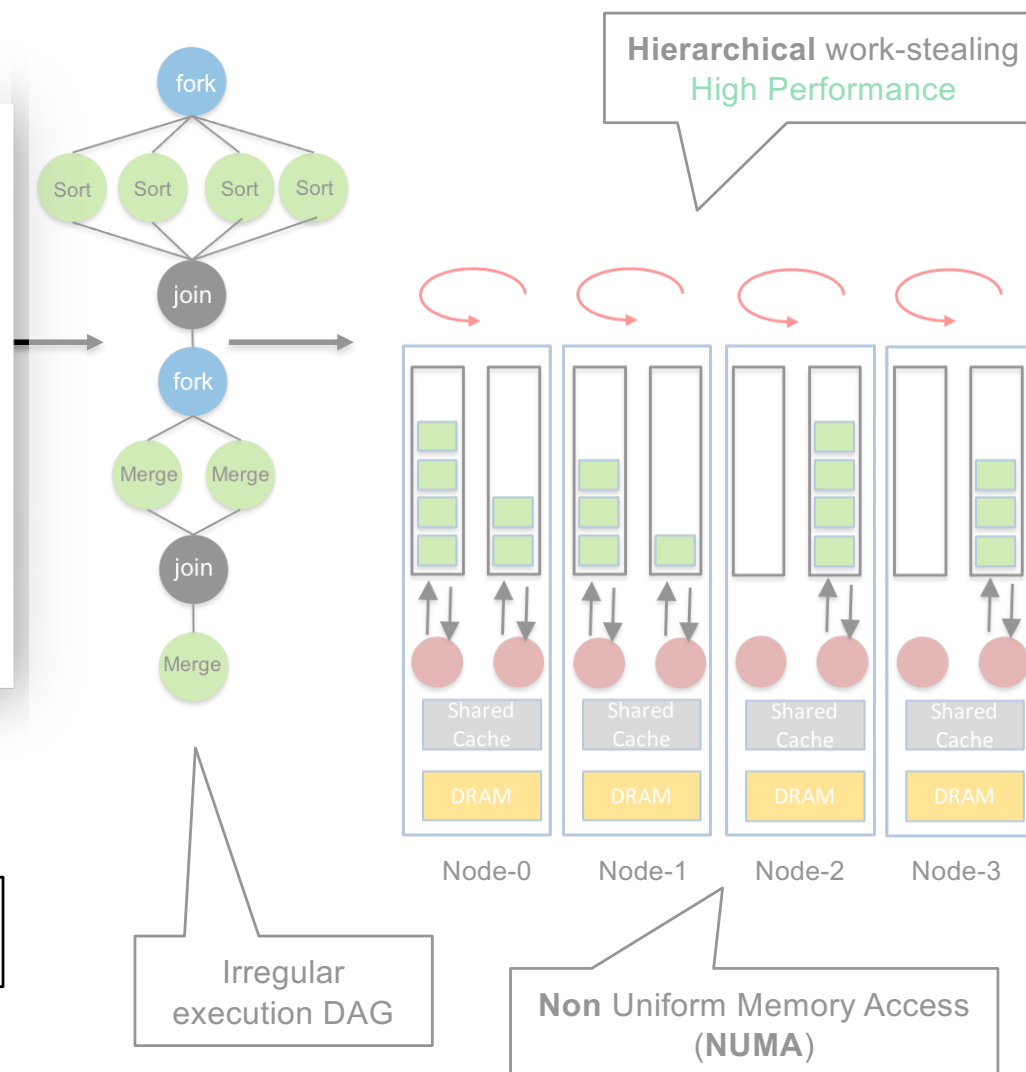 Hierarchical work-stealing
High Performance
fork
Sort Sort Sort Sort
join
fork
Merge Merge
join
Merge
Shared Cache
DRAM
Shared Cache
DRAM
Shared Cache
DRAM
Shared Cache
DRAM
Node-0 Node-1 Node-2 Node-3
Irregular
execution DAG
Non Uniform Memory Access
(NUMA)